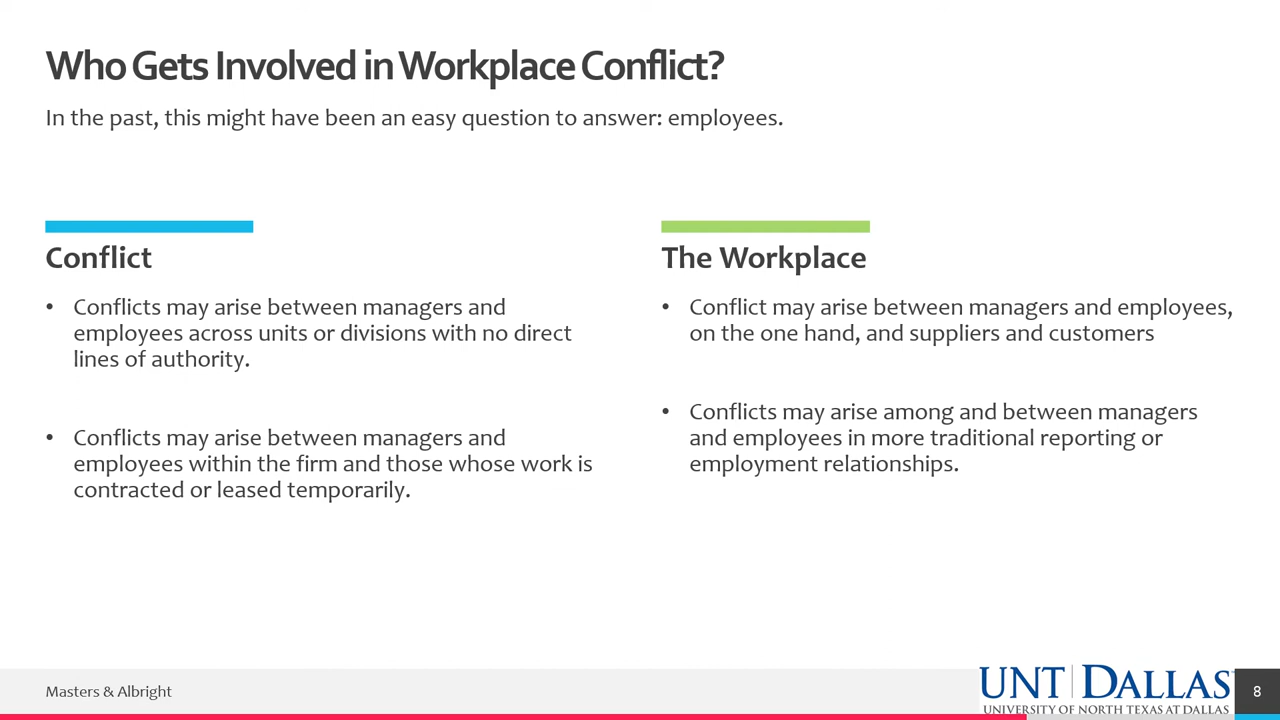 Who Gets Involved in Workplace Conflict?
In the past, this might have been an easy question to answer: employees.
Conflict
• Conflicts may arise between managers and
employees across units or divisions with no direct
lines of authority.
• Conflicts may arise between managers and
employees within the firm and those whose work is
contracted or leased temporarily.
The Workplace
• Conflict may arise between managers and employees,
on the one hand, and suppliers and customers
• Conflicts may arise among and between managers
and employees in more traditional reporting or
employment relationships.
Masters & Albright
UNT DALLAS
UNIVERSITY OF NORTH TEXAS AT DALLAS
8